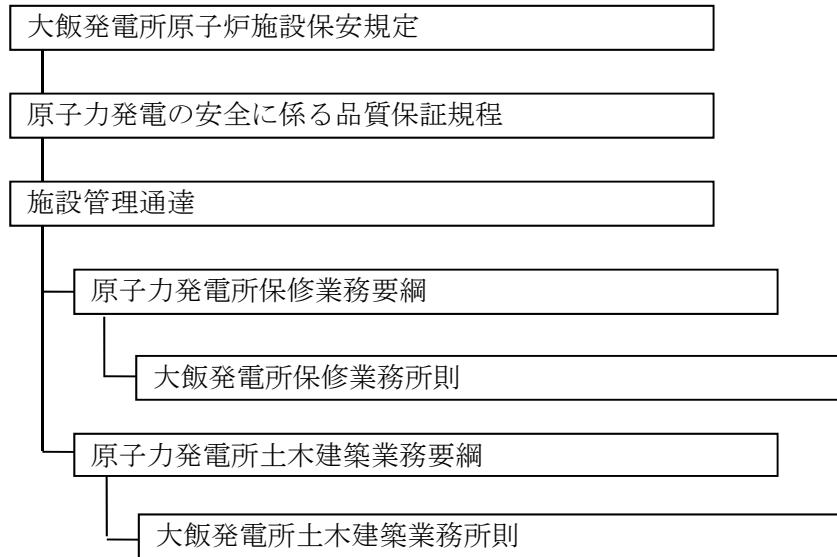 大飯発電所原子炉施設保安規定
原子力発電の安全に係る品質保証規程
施設管理通達
原子力発電所保修業務要綱
大飯発電所保修業務所則
原子力発電所土木建築業務要綱
大飯発電所土木建築業務所則